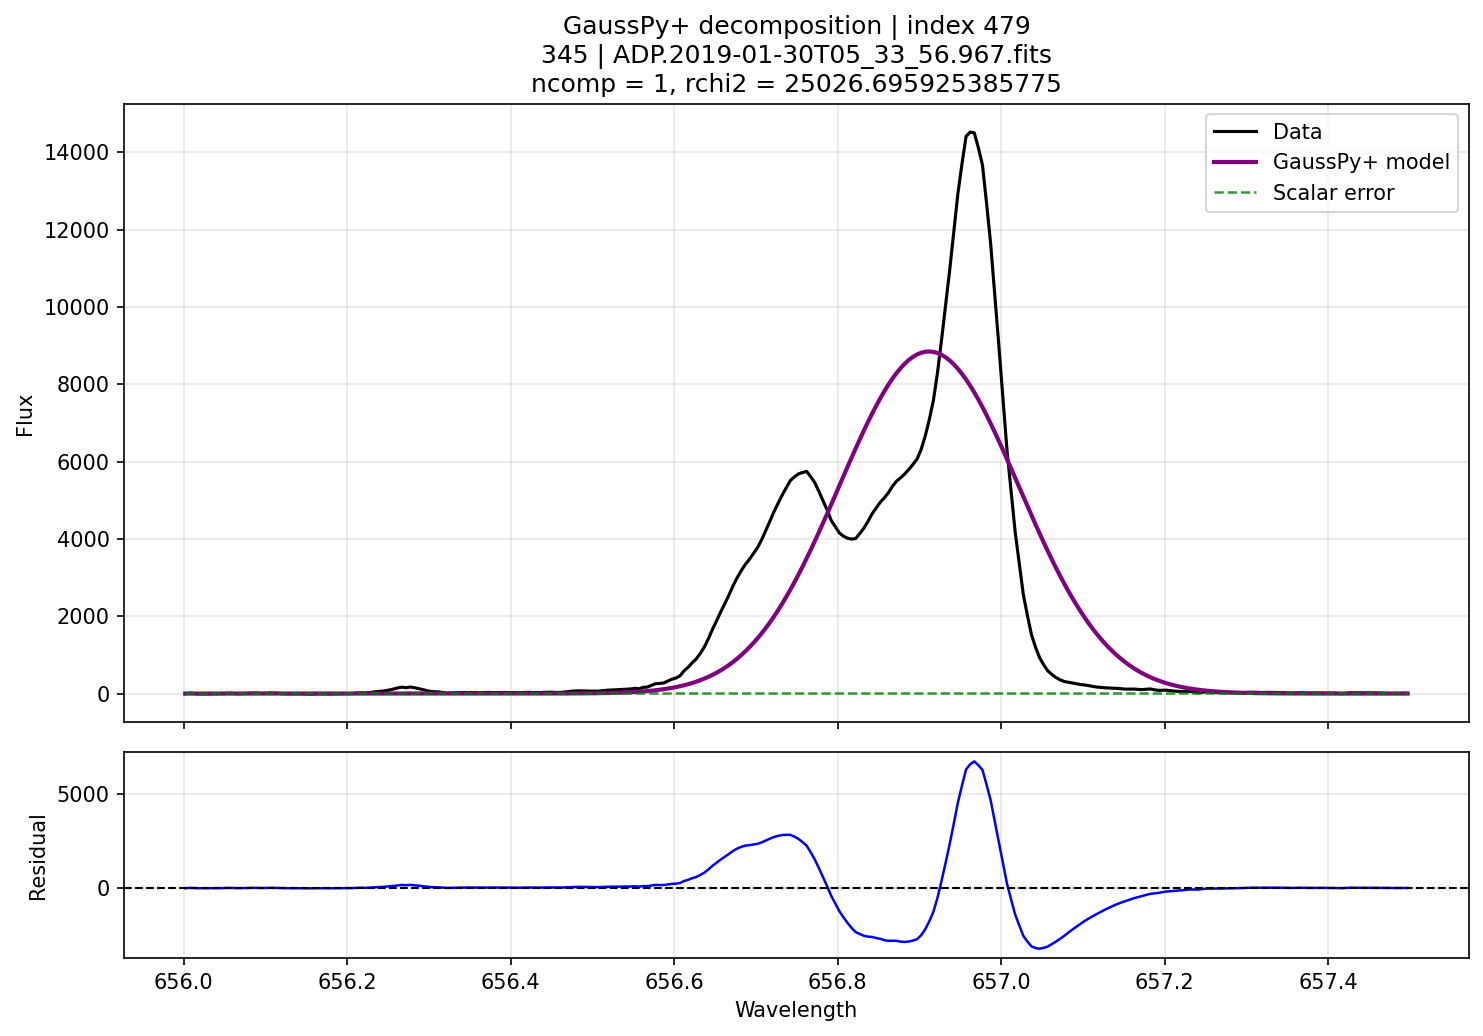 GaussPy+ decomposition | index 479
345 | ADP.2019-01-30T05_33_56.967.fits
ncomp = 1, rchi2 = 25026.695925385775
Data
GaussPy+ model
Scalar error
14000
12000
10000
8000
6000
4000
2000
0
Flux
5000
0
Residual
656.0 656.2 656.4 656.6 656.8 657.0 657.2 657.4
Wavelength